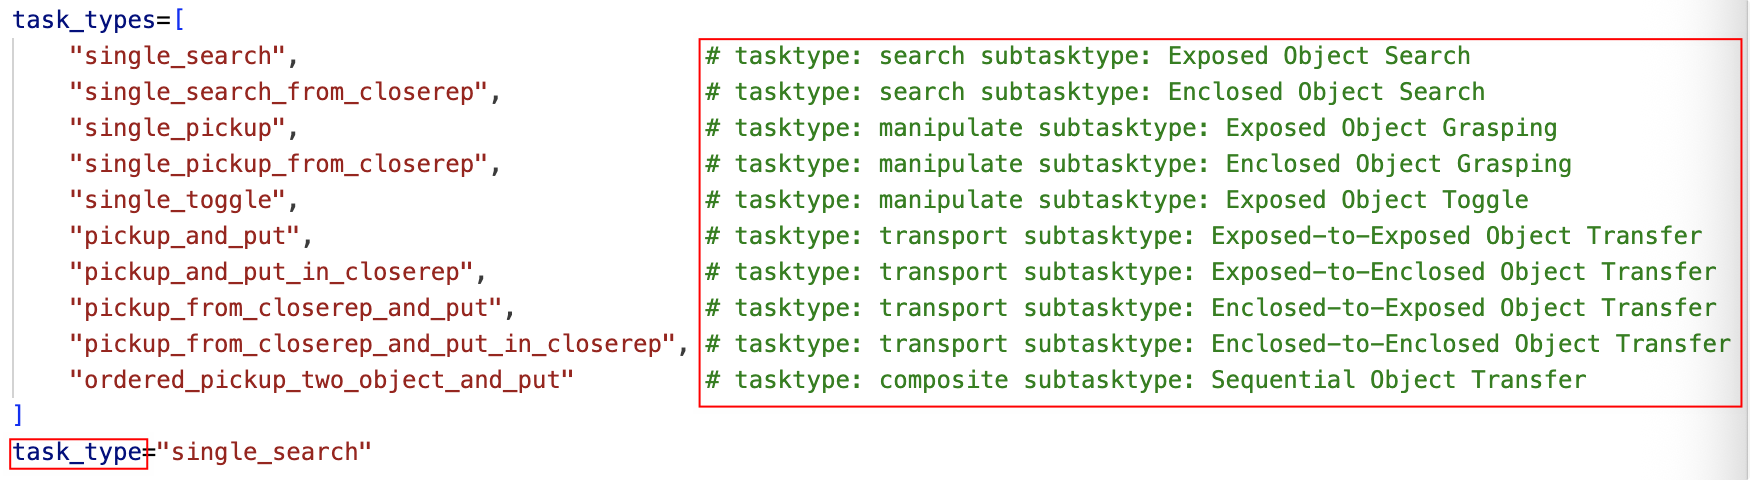 task_types=[
    "single_search", # tasktype: search subtasktype: Exposed Object Search
    "single_search_from_closerep", # tasktype: search subtasktype: Enclosed Object Search
    "single_pickup", # tasktype: manipulate subtasktype: Exposed Object Grasping
    "single_pickup_from_closerep", # tasktype: manipulate subtasktype: Enclosed Object Grasping
    "single_toggle", # tasktype: manipulate subtasktype: Exposed Object Toggle
    "pickup_and_put", # tasktype: transport subtasktype: Exposed-to-Exposed Object Transfer
    "pickup_and_put_in_closerep", # tasktype: transport subtasktype: Exposed-to-Enclosed Object Transfer
    "pickup_from_closerep_and_put", # tasktype: transport subtasktype: Enclosed-to-Exposed Object Transfer
    "pickup_from_closerep_and_put_in_closerep", # tasktype: transport subtasktype: Enclosed-to-Enclosed Object Transfer
    "ordered_pickup_two_object_and_put" # tasktype: composite subtasktype: Sequential Object Transfer
]
task_type="single_search"